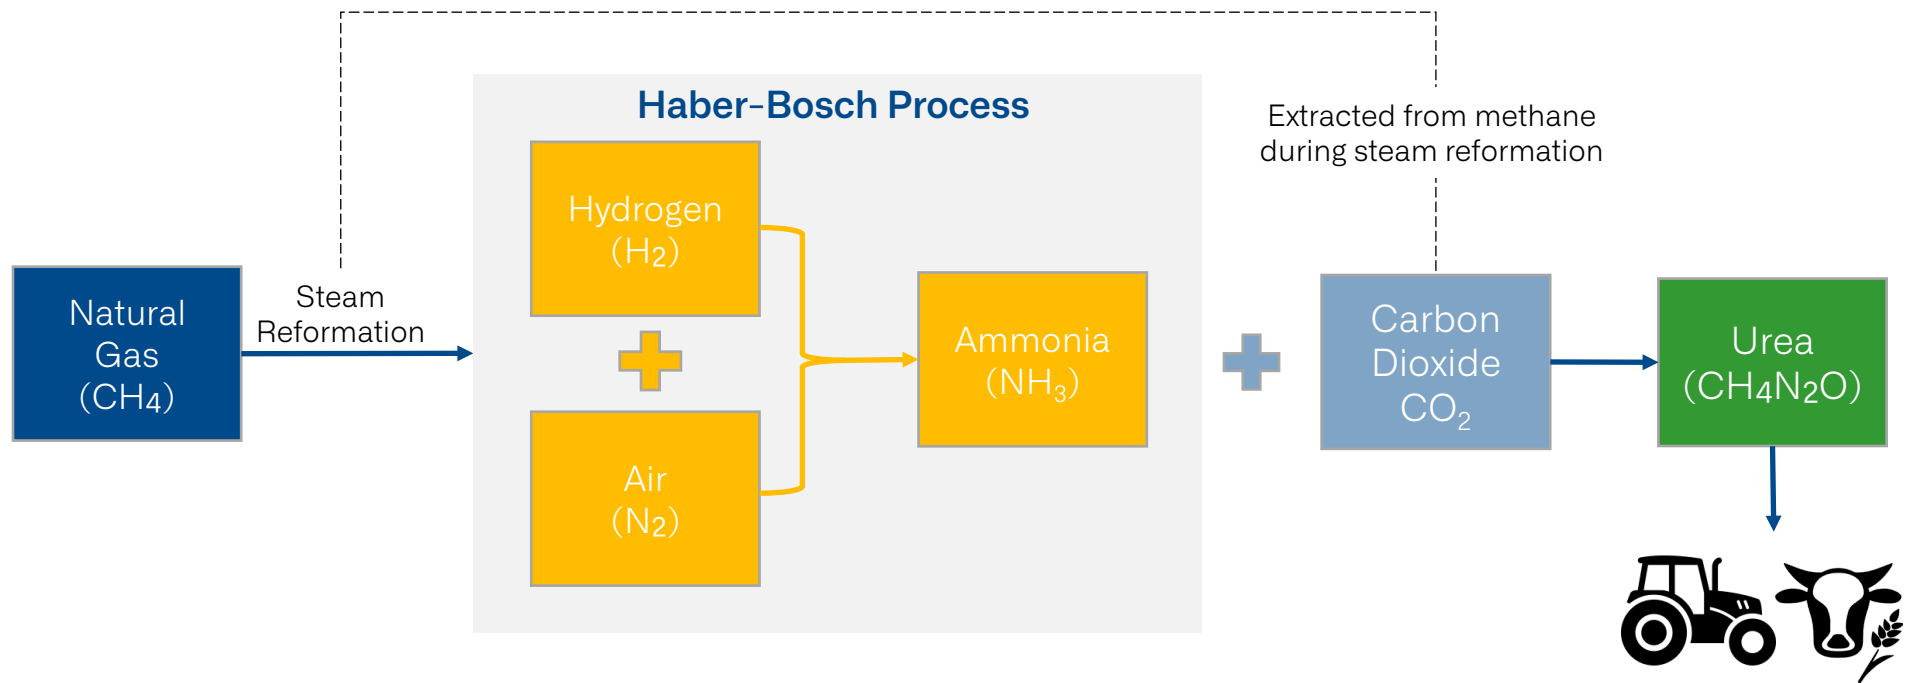 Haber-Bosch Process
Extracted from methane
during steam reformation
Natural
Gas
(CH4)
Steam
Reformation
Hydrogen
(H2)
Air
(N2)
Ammonia
(NH₃)
Carbon
Dioxide
CO₂
Urea
(CH4N2O)